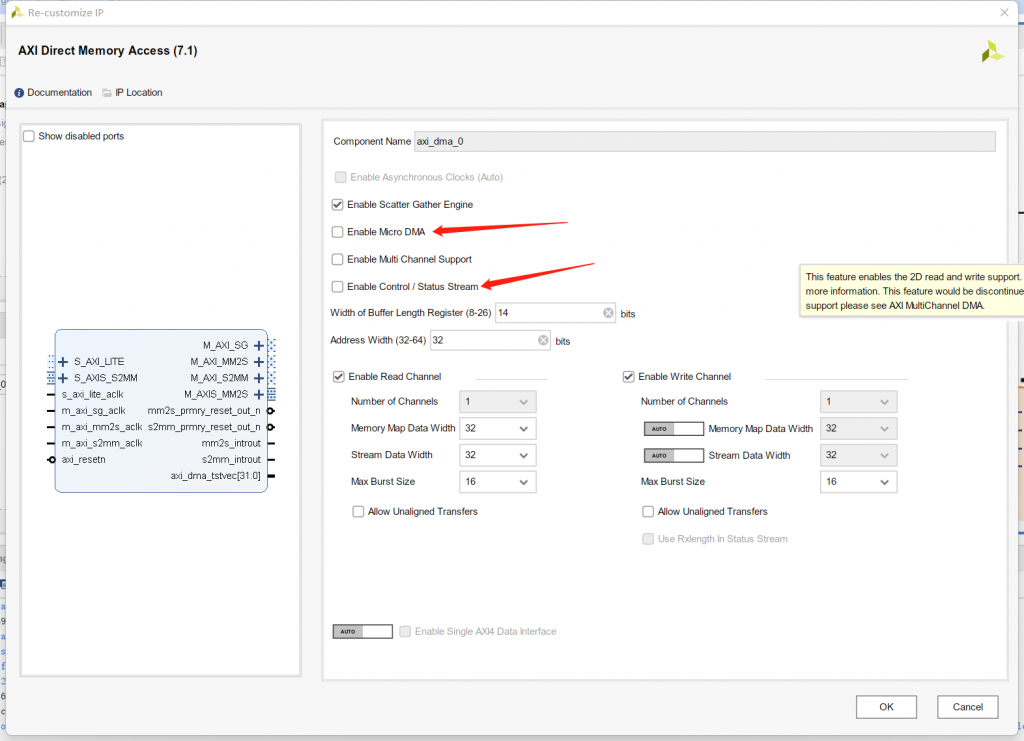 Re-customize IP
AXI Direct Memory Access (7.1)
Documentation IP Location
Show disabled ports
M_AXI_SG
S_AXI_LITE M_AXI_MM2S
S_AXIS_S2MM M_AXI_S2MM
s_axi_lite_aclk M_AXIS_MM2S
m_axi_sg_aclk mm2s_prmry_reset_out_n
m_axi_mm2s_aclk s2mm_prmry_reset_out_n
m_axi_s2mm_aclk mm2s_introut
axi_resetn s2mm_introut
axi_dma_tstvec[31:0]
Component Name axi_dma_0
Enable Asynchronous Clocks (Auto)
Enable Scatter Gather Engine
Enable Micro DMA
Enable Multi Channel Support
Enable Control / Status Stream
Width of Buffer Length Register (8-26) 14 bits
Address Width (32-64) 32 bits
Enable Read Channel
Number of Channels 1
Memory Map Data Width 32
Stream Data Width 32
Max Burst Size 16
Allow Unaligned Transfers
Enable Write Channel
Number of Channels 1
AUTO Memory Map Data Width 32
AUTO Stream Data Width 32
Max Burst Size 16
Allow Unaligned Transfers
Use Rxlength In Status Stream
AUTO Enable Single AXI4 Data Interface
This feature enables the 2D read and write support.
more information. This feature would be discontinue
support please see AXI MultiChannel DMA.
OK Cancel